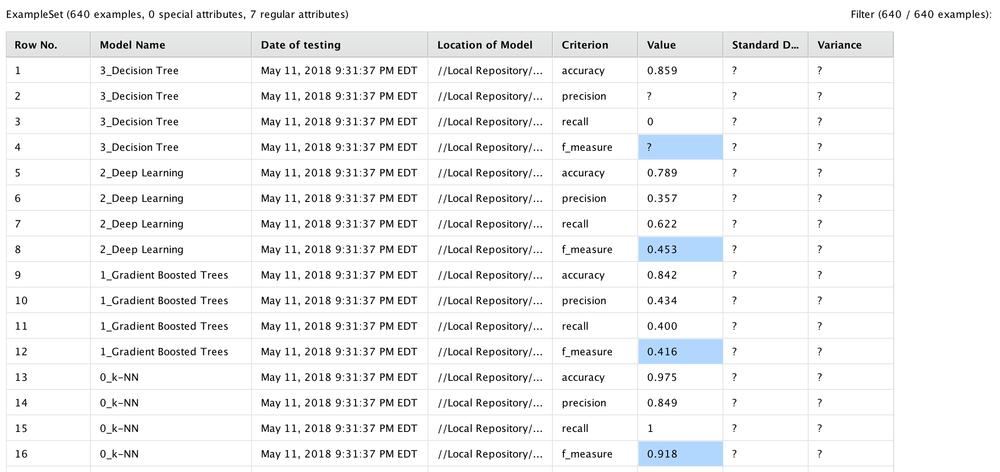 ExampleSet (640 examples, 0 special attributes, 7 regular attributes) Filter (640 / 640 examples):
Row No. Model Name Date of testing Location of Model Criterion Value Standard D... Variance
1 3_Decision Tree May 11, 2018 9:31:37 PM EDT //Local Repository/... accuracy 0.859 ? ?
2 3_Decision Tree May 11, 2018 9:31:37 PM EDT //Local Repository/... precision ? ? ?
3 3_Decision Tree May 11, 2018 9:31:37 PM EDT //Local Repository/... recall 0 ? ?
4 3_Decision Tree May 11, 2018 9:31:37 PM EDT //Local Repository/... f_measure ? ? ?
5 2_Deep Learning May 11, 2018 9:31:37 PM EDT //Local Repository/... accuracy 0.789 ? ?
6 2_Deep Learning May 11, 2018 9:31:37 PM EDT //Local Repository/... precision 0.357 ? ?
7 2_Deep Learning May 11, 2018 9:31:37 PM EDT //Local Repository/... recall 0.622 ? ?
8 2_Deep Learning May 11, 2018 9:31:37 PM EDT //Local Repository/... f_measure 0.453 ? ?
9 1_Gradient Boosted Trees May 11, 2018 9:31:37 PM EDT //Local Repository/... accuracy 0.842 ? ?
10 1_Gradient Boosted Trees May 11, 2018 9:31:37 PM EDT //Local Repository/... precision 0.434 ? ?
11 1_Gradient Boosted Trees May 11, 2018 9:31:37 PM EDT //Local Repository/... recall 0.400 ? ?
12 1_Gradient Boosted Trees May 11, 2018 9:31:37 PM EDT //Local Repository/... f_measure 0.416 ? ?
13 0_k-NN May 11, 2018 9:31:37 PM EDT //Local Repository/... accuracy 0.975 ? ?
14 0_k-NN May 11, 2018 9:31:37 PM EDT //Local Repository/... precision 0.849 ? ?
15 0_k-NN May 11, 2018 9:31:37 PM EDT //Local Repository/... recall 1 ? ?
16 0_k-NN May 11, 2018 9:31:37 PM EDT //Local Repository/... f_measure 0.918 ? ?